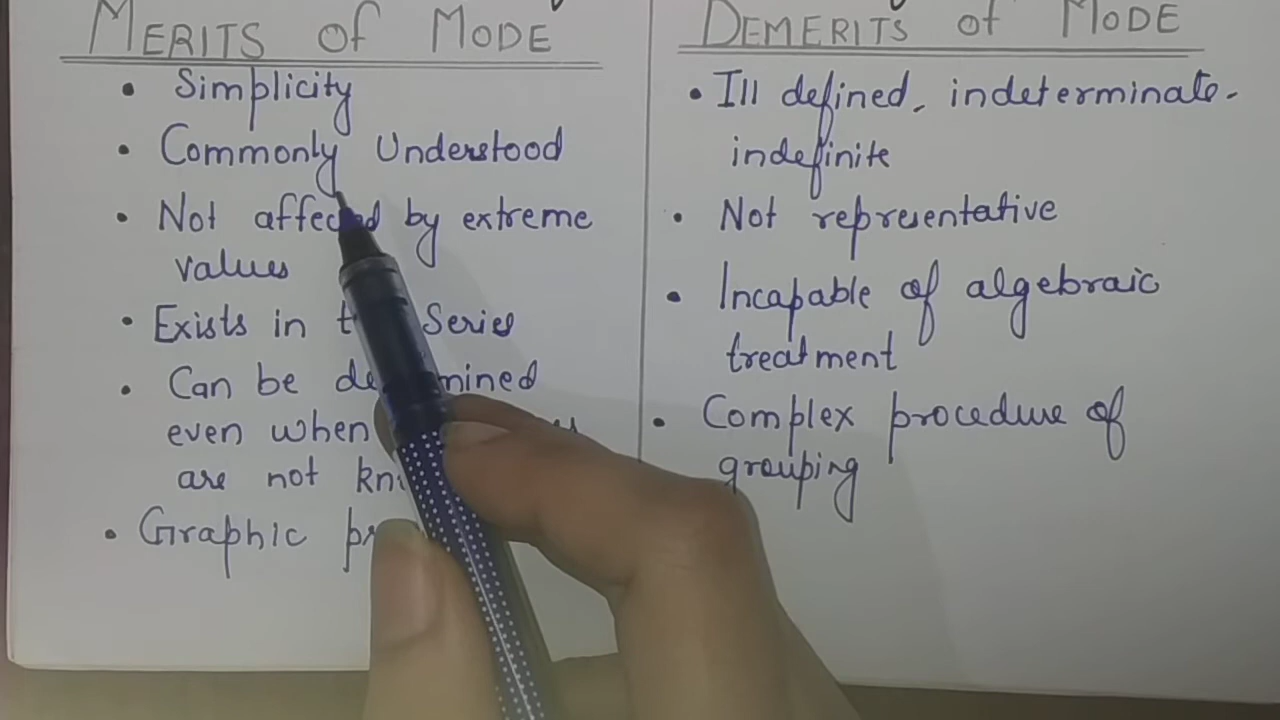 MERITS of MODE
• Simplicity
• Commonly Understood
• Not affected by extreme
values
• Exists in Series
• Can be
even when
are not
• Graphic
DEMERITS of MODE
• Ill defined, indeterminate.
indefinite
• Not representative
• Incapable of algebraic
treatment
• Complex procedure of
grouping